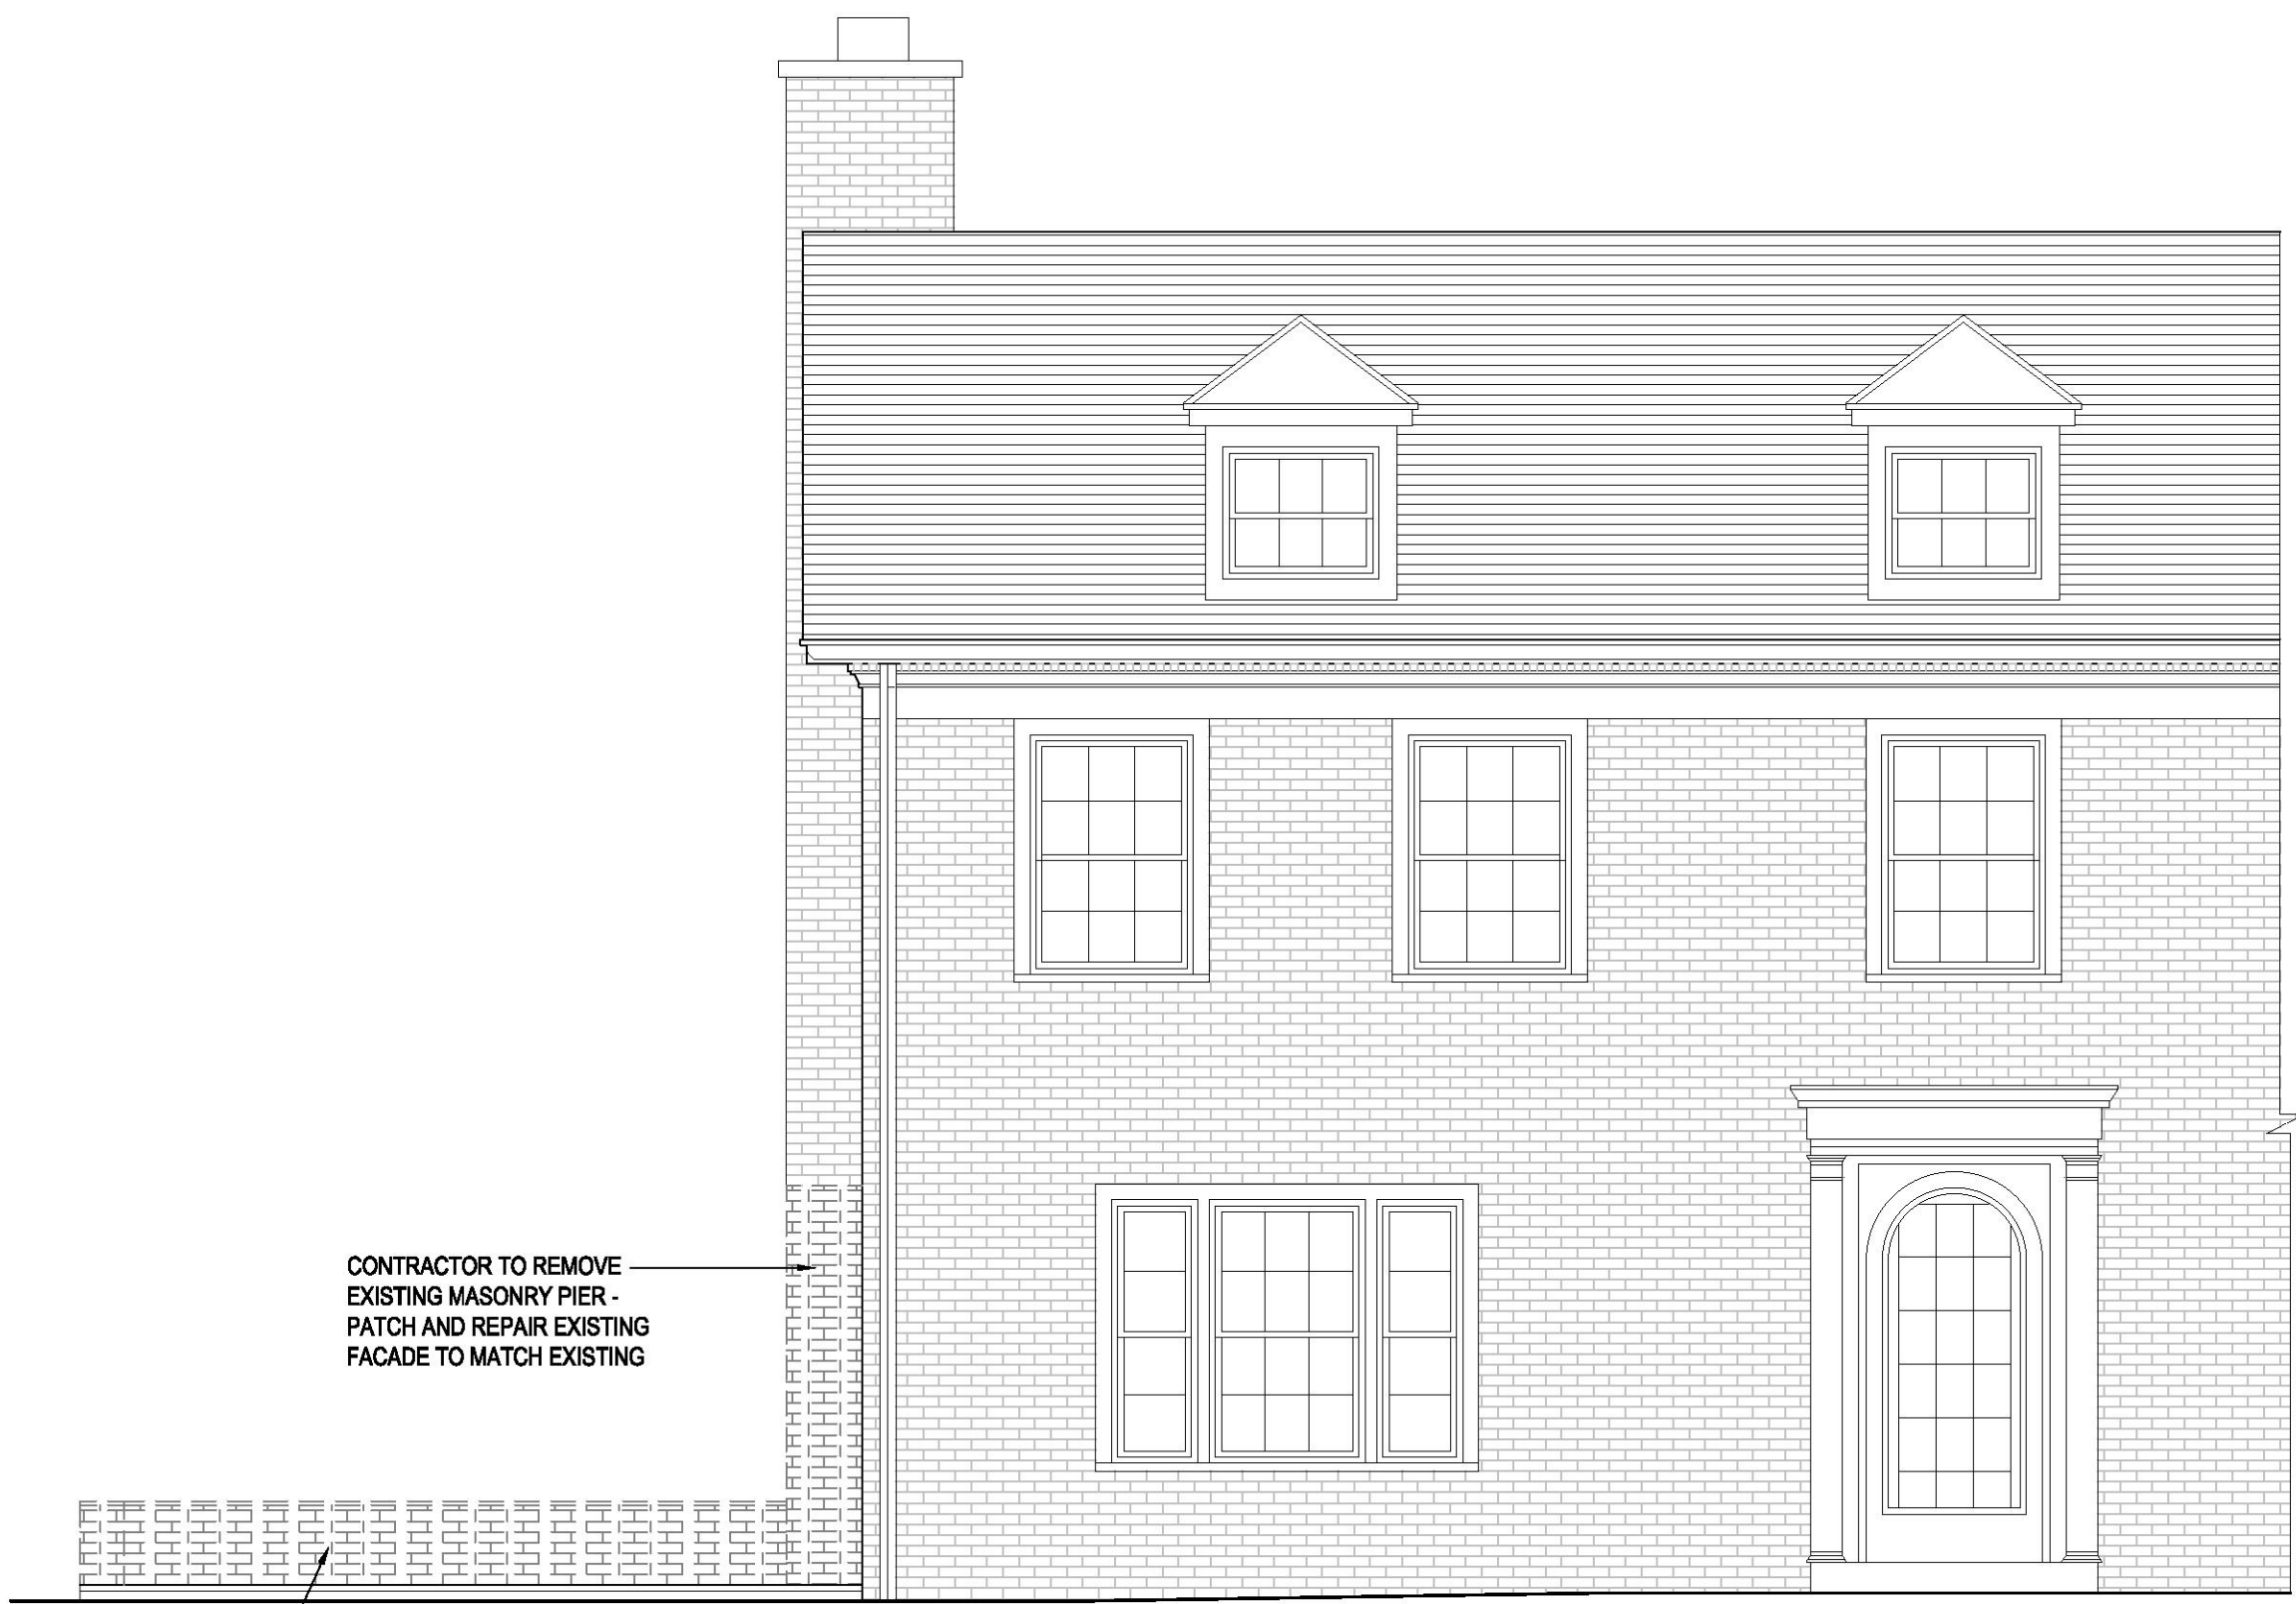 CONTRACTOR TO REMOVE
EXISTING MASONRY PIER -
PATCH AND REPAIR EXISTING
FACADE TO MATCH EXISTING